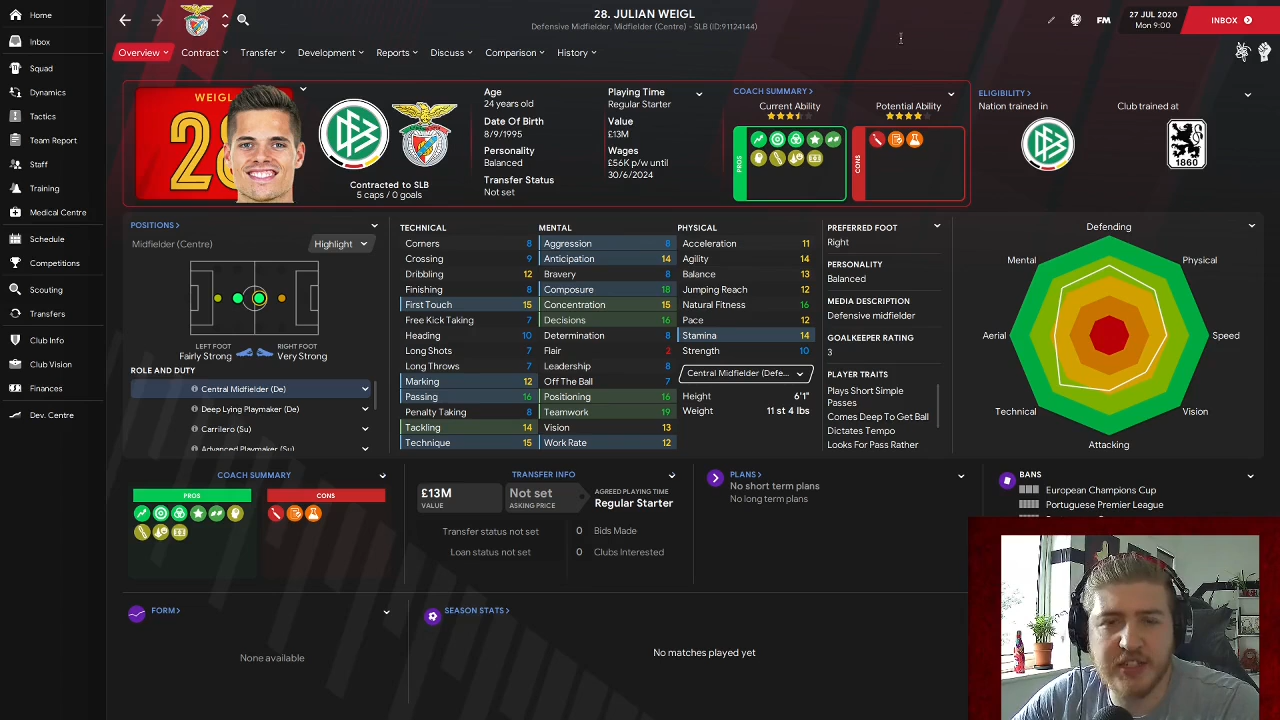 Home
Inbox
Squad
Dynamics
Tactics
Team Report
Staff
Training
Medical Centre
Schedule
Competitions
Scouting
Transfers
Club Info
Club Vision
Finances
Dev. Centre
28. JULIAN WEIGL
Defensive Midfielder, Midfielder (Centre) - SLB (ID:91124144)
FM
27 JUL 2020
Mon 9:00
INBOX
Overview
Contract
Transfer
Development
Reports
Discuss
Comparison
History
WEIGL
28
Contracted to SLB
5 caps / 0 goals
Age
24 years old
Date Of Birth
8/9/1995
Personality
Balanced
Transfer Status
Not set
Playing Time
Regular Starter
Value
£13M
Wages
£56K p/w until
30/6/2024
COACH SUMMARY
Current Ability
Potential Ability
PROS
CONS
ELIGIBILITY
Nation trained in
Club trained at
1860
POSITIONS
Midfielder (Centre)
Highlight
LEFT FOOT
Fairly Strong
RIGHT FOOT
Very Strong
ROLE AND DUTY
Central Midfielder (De)
Deep Lying Playmaker (De)
Carrilero (Su)
Advanced Playmaker (Su)
TECHNICAL
Corners 8
Crossing 9
Dribbling 12
Finishing 8
First Touch 15
Free Kick Taking 7
Heading 10
Long Shots 7
Long Throws 7
Marking 12
Passing 16
Penalty Taking 8
Tackling 14
Technique 15
MENTAL
Aggression 8
Anticipation 14
Bravery 8
Composure 18
Concentration 15
Decisions 16
Determination 8
Flair 2
Leadership 8
Off The Ball 7
Positioning 16
Teamwork 19
Vision 13
Work Rate 12
PHYSICAL
Acceleration 11
Agility 14
Balance 13
Jumping Reach 12
Natural Fitness 16
Pace 12
Stamina 14
Strength 10
Central Midfielder (Defe...
Height 6'1"
Weight 11 st 4 lbs
PREFERRED FOOT
Right
PERSONALITY
Balanced
MEDIA DESCRIPTION
Defensive midfielder
GOALKEEPER RATING
3
PLAYER TRAITS
Plays Short Simple
Passes
Comes Deep To Get Ball
Dictates Tempo
Looks For Pass Rather
Defending
Physical
Speed
Vision
Attacking
Technical
Aerial
Mental
COACH SUMMARY
PROS
CONS
TRANSFER INFO
£13M
VALUE
Not set
ASKING PRICE
AGREED PLAYING TIME
Regular Starter
Transfer status not set
0 Bids Made
Loan status not set
0 Clubs Interested
PLANS
No short term plans
No long term plans
BANS
European Champions Cup
Portuguese Premier League
FORM
None available
SEASON STATS
No matches played yet